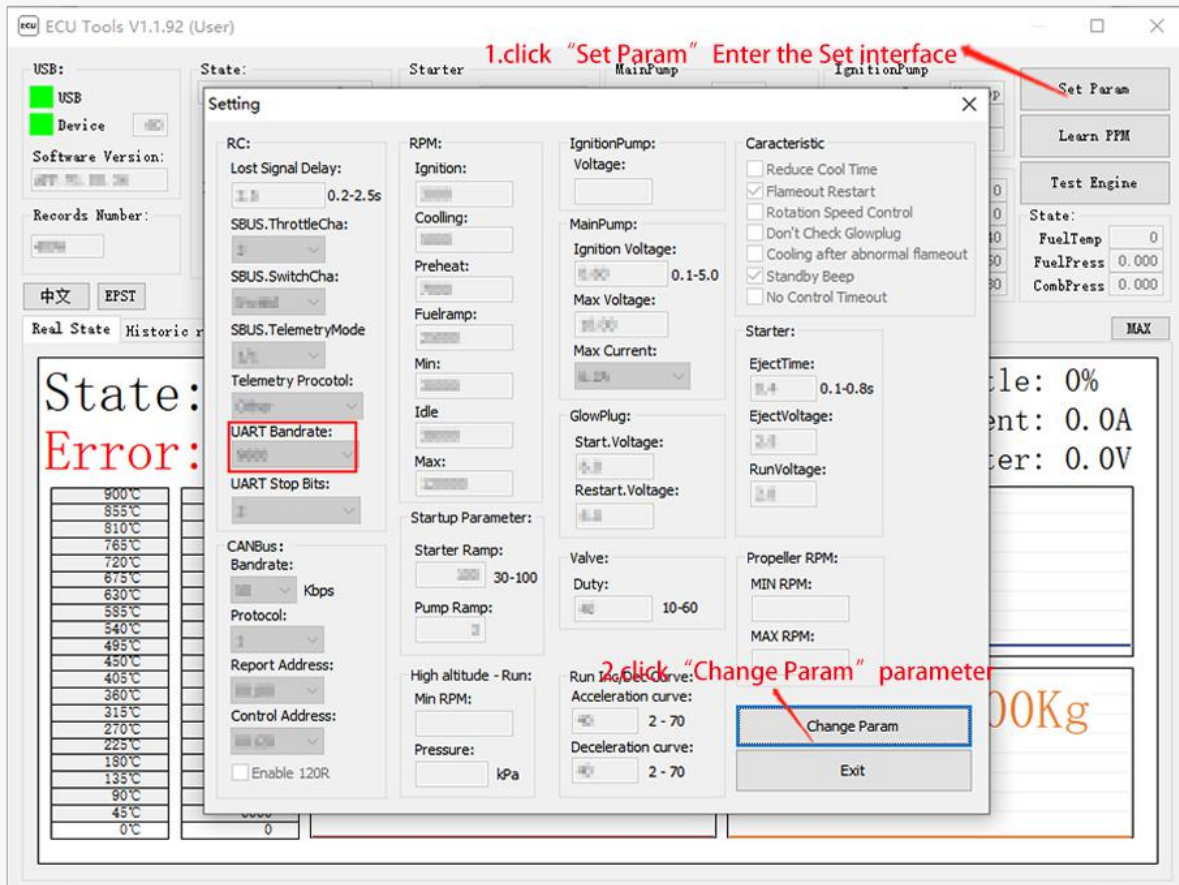 ECU Tools V1.1.92 (User)
1.click “Set Param” Enter the Set interface
USB:
USB
Device
Software Version:
Records Number:
中文
EPST
Real State
State:
Starter
MainPump
IgnitionPump
Set Param
Learn PPM
Test Engine
State:
FuelTemp 0
FuelPress 0.000
CombPress 0.000
MAX
Setting
RC:
Lost Signal Delay:
0.2-2.5s
SBUS.ThrottleCha:
SBUS.SwitchCha:
SBUS.TelemetryMode
Telemetry Procotol:
UART Bandrate:
UART Stop Bits:
CANBus:
Bandrate:
Kbps
Protocol:
Report Address:
Control Address:
Enable 120R
RPM:
Ignition:
Cooling:
Preheat:
Fuelramp:
Min:
Idle
Max:
Startup Parameter:
Starter Ramp:
30-100
Pump Ramp:
High altitude - Run:
Min RPM:
Pressure:
kPa
IgnitionPump:
Voltage:
MainPump:
Ignition Voltage:
0.1-5.0
Max Voltage:
Max Current:
GlowPlug:
Start.Voltage:
Restart.Voltage:
Valve:
Duty:
10-60
Acceleration curve:
2 - 70
Deceleration curve:
2 - 70
Caracteristic
Reduce Cool Time
Flameout Restart
Rotation Speed Control
Don't Check Glowplug
Cooling after abnormal flameout
Standby Beep
No Control Timeout
Starter:
EjectTime:
0.1-0.8s
EjectVoltage:
RunVoltage:
Propeller RPM:
MIN RPM:
MAX RPM:
2.click “Change Param” parameter
Change Param
Exit
State:
Error:
0%
0.0A
0.0V
900℃
855℃
810℃
765℃
720℃
675℃
630℃
585℃
540℃
495℃
450℃
405℃
360℃
315℃
270℃
225℃
180℃
135℃
90℃
45℃
0℃
0